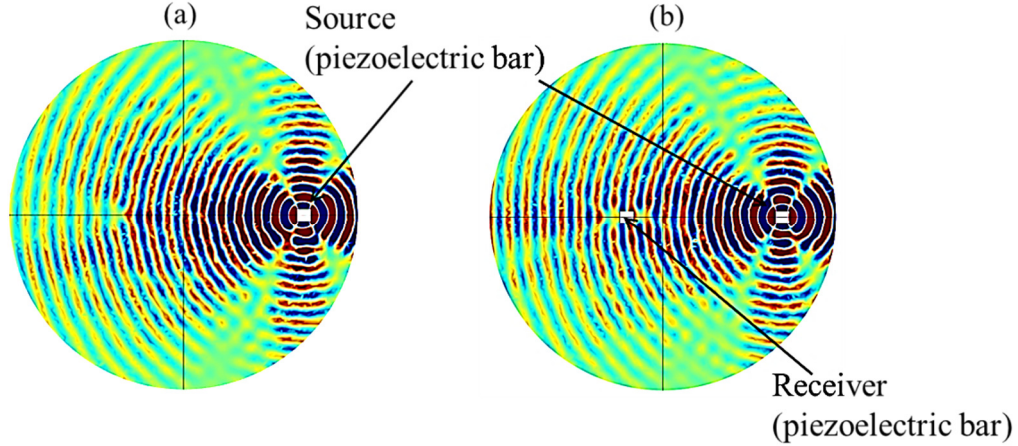 (a)
Source
(piezoelectric bar)
(b)
Receiver
(piezoelectric bar)